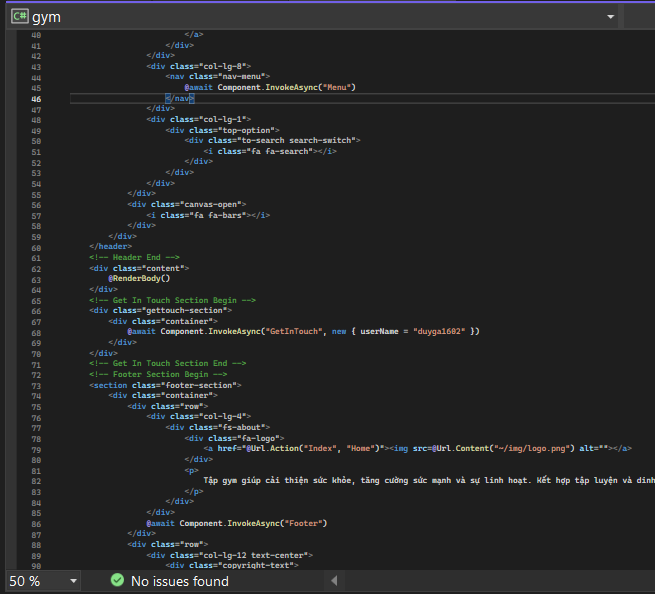 C# gym
40 </a>
41 </div>
42 </div>
43 <div class="col-lg-8">
44 <nav class="nav-menu">
45 @await Component.InvokeAsync("Menu")
46 </nav>
47 </div>
48 <div class="col-lg-1">
49 <div class="top-option">
50 <div class="to-search search-switch">
51 <i class="fa fa-search"></i>
52 </div>
53 </div>
54 </div>
55 </div>
56 <div class="canvas-open">
57 <i class="fa fa-bars"></i>
58 </div>
59 </div>
60 </header>
61 <!-- Header End -->
62 <div class="content">
63 @RenderBody()
64 </div>
65 <!-- Get In Touch Section Begin -->
66 <div class="gettouch-section">
67 <div class="container">
68 @await Component.InvokeAsync("GetInTouch", new { userName = "duyga1602" })
69 </div>
70 </div>
71 <!-- Get In Touch Section End -->
72 <!-- Footer Section Begin -->
73 <section class="footer-section">
74 <div class="container">
75 <div class="row">
76 <div class="col-lg-4">
77 <div class="fs-about">
78 <div class="fa-logo">
79 <a href="@Url.Action("Index", "Home")"><img src=@Url.Content("~/img/logo.png") alt=""></a>
80 </div>
81 <p>
82 Tập gym giúp cải thiện sức khỏe, tăng cường sức mạnh và sự linh hoạt. Kết hợp tập luyện và dinh
83 </p>
84 </div>
85 </div>
86 @await Component.InvokeAsync("Footer")
87 </div>
88 <div class="row">
89 <div class="col-lg-12 text-center">
90 <div class="copyright-text">
50 % No issues found